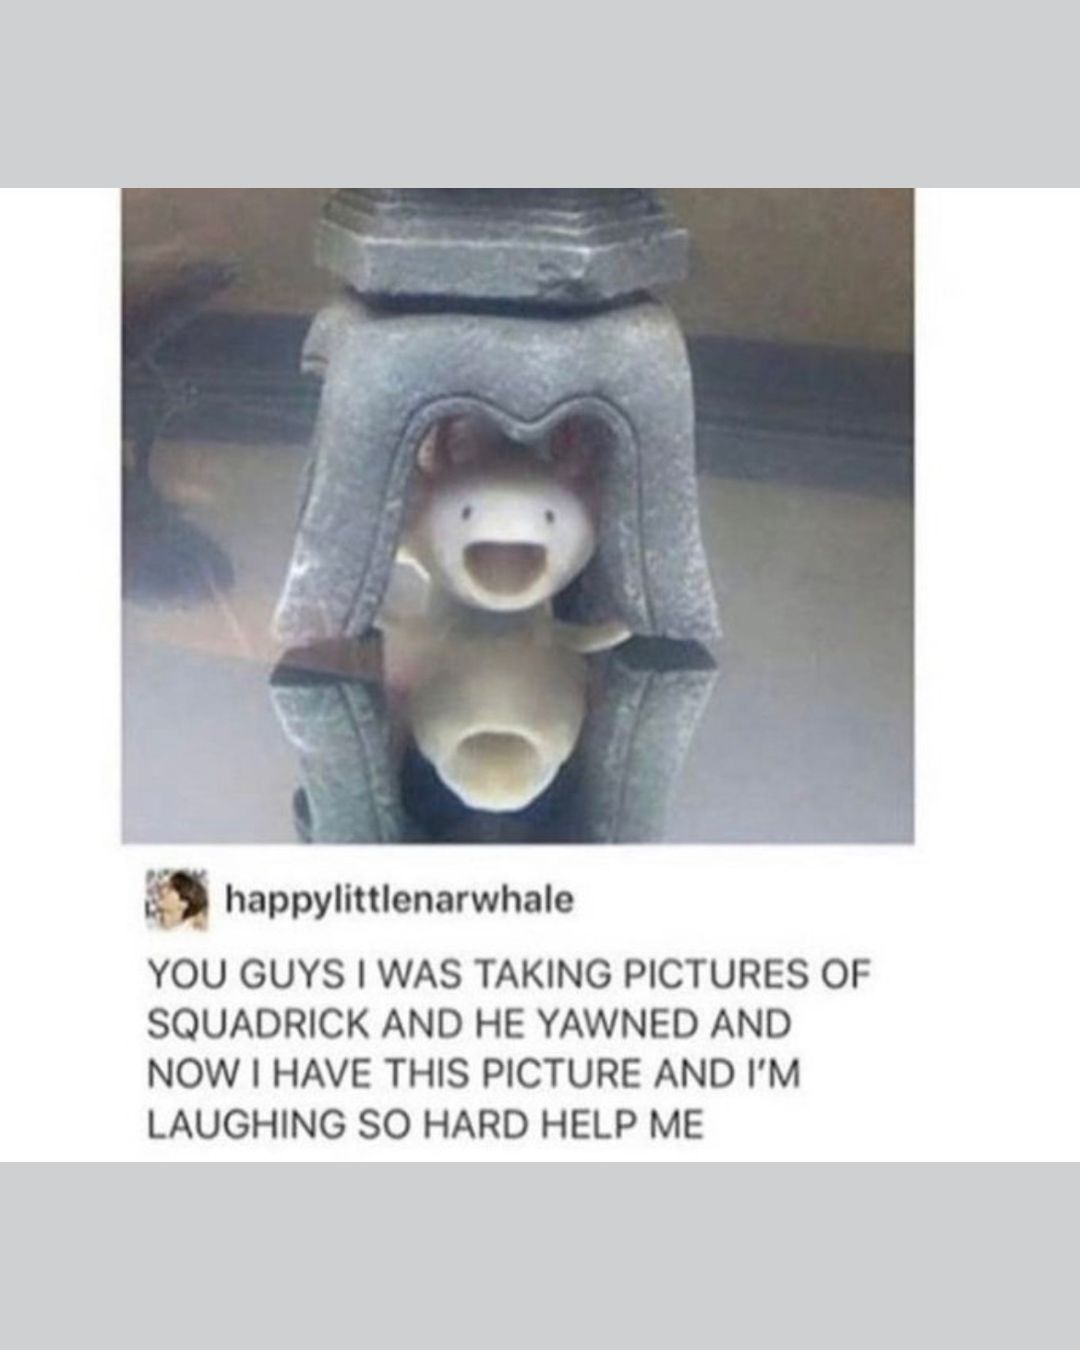 happylittlenarwhale
YOU GUYS I WAS TAKING PICTURES OF
SQUADRICK AND HE YAWNED AND
NOW I HAVE THIS PICTURE AND I'M
LAUGHING SO HARD HELP ME